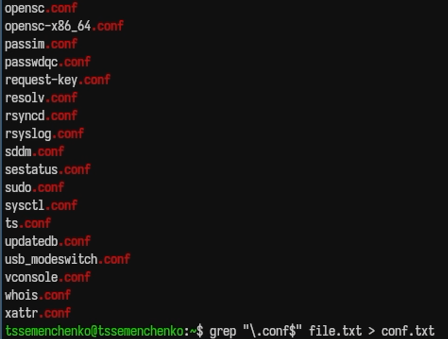 opensc.conf
opensc-x86_64.conf
passim.conf
passwdqc.conf
request-key.conf
resolv.conf
rsyncd.conf
rsyslog.conf
sddm.conf
sestatus.conf
sudo.conf
sysctl.conf
ts.conf
updatedb.conf
usb_modeswitch.conf
vconsole.conf
whois.conf
xattr.conf
tssemenchenko@tssemenchenko:~$ grep "\.conf$" file.txt > conf.txt